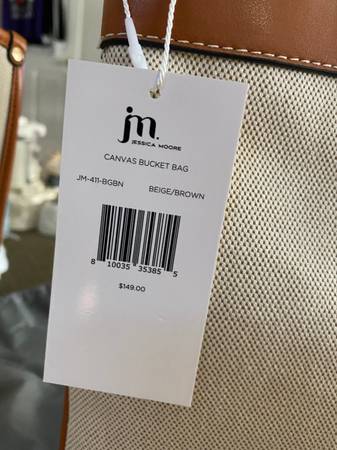 jm.
JESSICA MOORE
CANVAS BUCKET BAG
JM-411-BGBN BEIGE/BROWN
8 10035 35385 5
$149.00